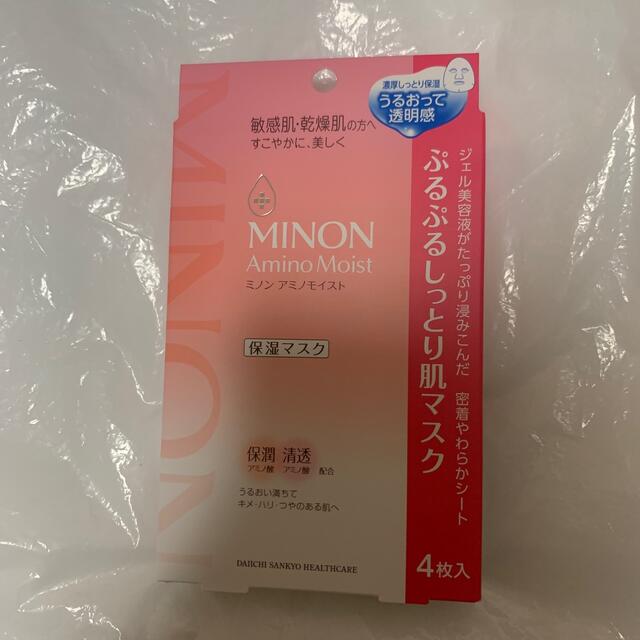 敏感肌・乾燥肌の方へ
すこやかに、美しく
MINON
Amino Moist
ミノン アミノモイスト
保湿マスク
保潤 清透
アミノ酸 アミノ酸 配合
うるおい満ちて
キメ・ハリ・つやのある肌へ
DAIICHI SANKYO HEALTHCARE
濃厚しっとり保湿
うるおって
透明感
ジェル美容液がたっぷり浸みこんだ 密着やわらかシート
ぷるぷるしっとり肌マスク
4枚入
MINON